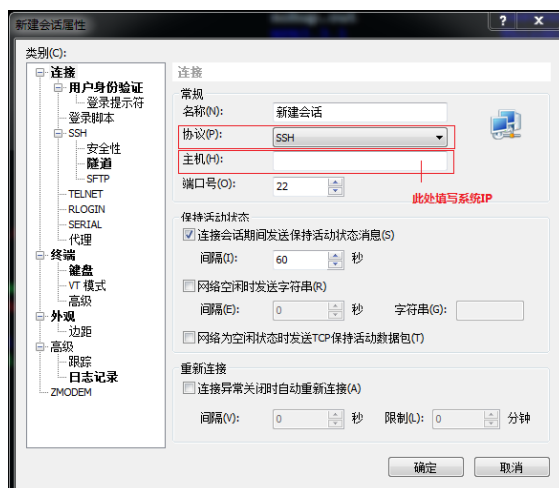 新建会话属性
类别(C):
连接
用户身份验证
登录提示符
登录脚本
SSH
安全性
隧道
SFTP
TELNET
RLOGIN
SERIAL
代理
终端
键盘
VT 模式
高级
外观
边距
高级
跟踪
日志记录
ZMODEM
连接
常规
名称(N): 新建会话
协议(P): SSH
主机(H):
端口号(O): 22
此处填写系统IP
保持活动状态
连接会话期间发送保持活动状态消息(S)
间隔(I): 60 秒
网络空闲时发送字符串(R)
间隔(E): 0 秒 字符串(G):
网络为空闲状态时发送TCP保持活动数据包(T)
重新连接
连接异常关闭时自动重新连接(A)
间隔(V): 0 秒 限制(L): 0 分钟
确定 取消